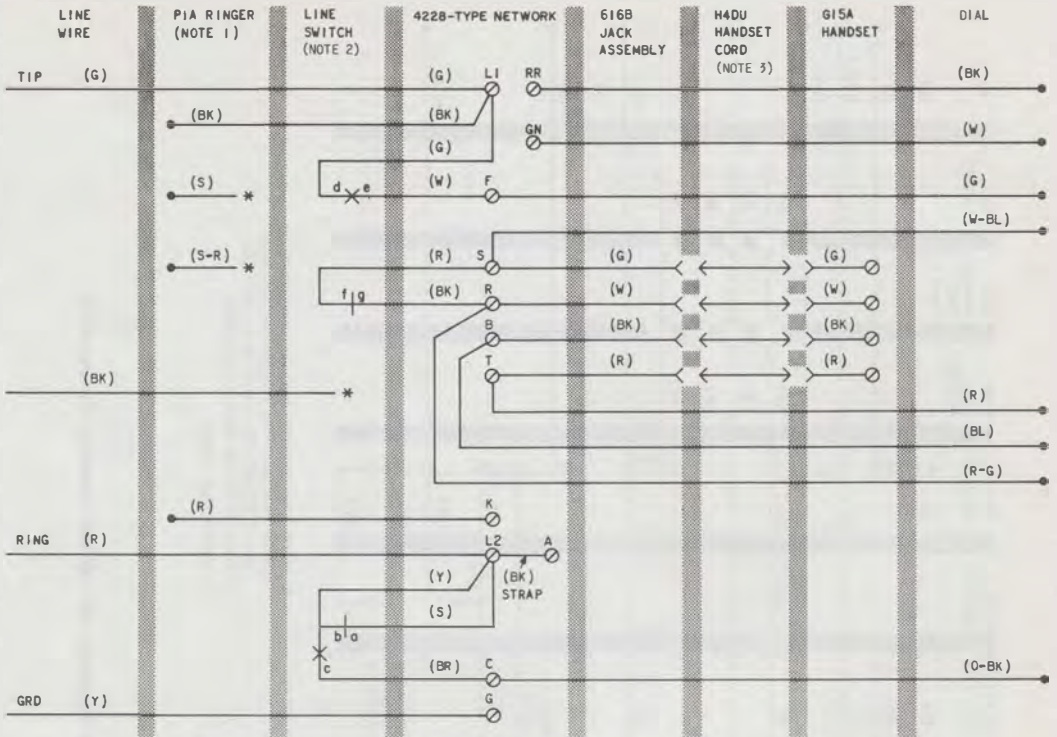 LINE WIRE
P1A RINGER (NOTE 1)
LINE SWITCH (NOTE 2)
4228-TYPE NETWORK
616B JACK ASSEMBLY
H4DU HANDSET CORD (NOTE 3)
G15A HANDSET
DIAL
TIP (G) (G) L1 RR (BK)
(BK) (BK)
GN (W)
(G)
(S) * d e (W) F (G)
(W-BL)
(S-R) * (R) S (G) (G)
f g (BK) R (W) (W)
B (BK) (BK)
T (R) (R)
(BK) *
(R)
(BL)
(R-G)
(R) K
RING (R) L2 A
(Y) (BK) STRAP
(S)
b a
c (BR) C (O-BK)
GRD (Y) G